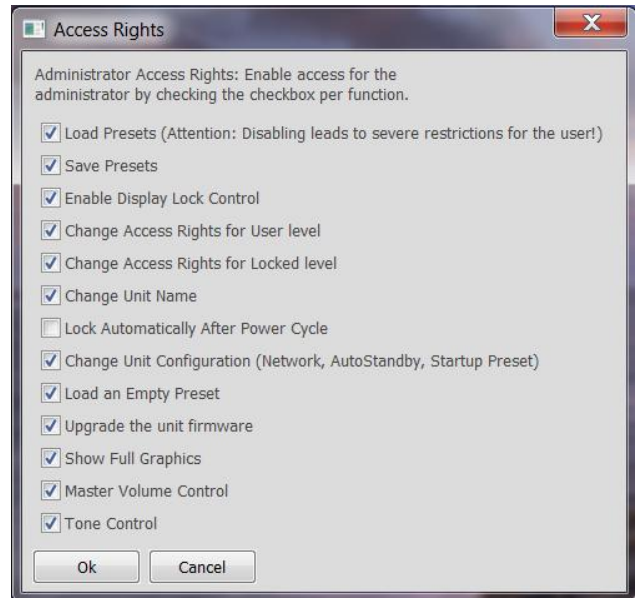 Access Rights
Administrator Access Rights: Enable access for the
administrator by checking the checkbox per function.
Load Presets (Attention: Disabling leads to severe restrictions for the user!)
Save Presets
Enable Display Lock Control
Change Access Rights for User level
Change Access Rights for Locked level
Change Unit Name
Lock Automatically After Power Cycle
Change Unit Configuration (Network, AutoStandby, Startup Preset)
Load an Empty Preset
Upgrade the unit firmware
Show Full Graphics
Master Volume Control
Tone Control
Ok Cancel